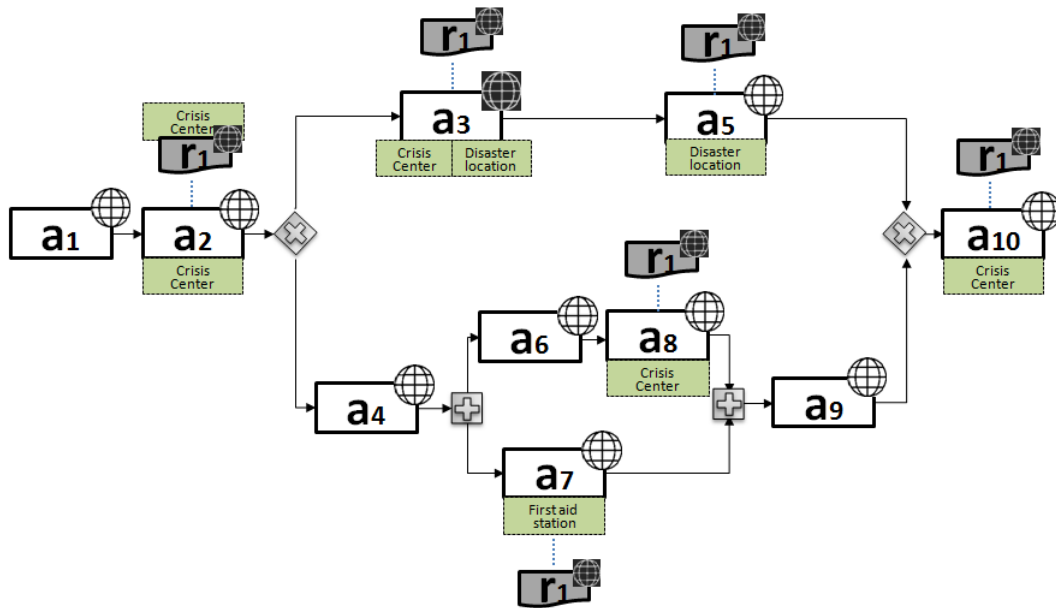 r1
r1
Crisis
Center
r1
a3
a5
Crisis
Center
Disaster
location
Disaster
location
r1
a1
a2
a10
Crisis
Center
Crisis
Center
r1
a6
a8
Crisis
Center
a4
a9
a7
First aid
station
r1